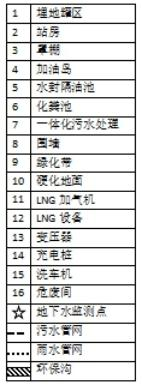 1 埋地罐区
2 站房
3 罩棚
4 加油岛
5 水封隔油池
6 化粪池
7 一体化污水处理
8 围墙
9 绿化带
10 硬化地面
11 LNG 加气机
12 LNG 设备
13 变压器
14 充电桩
15 洗车机
16 危废间
地下水监测点
污水管网
雨水管网
环保沟